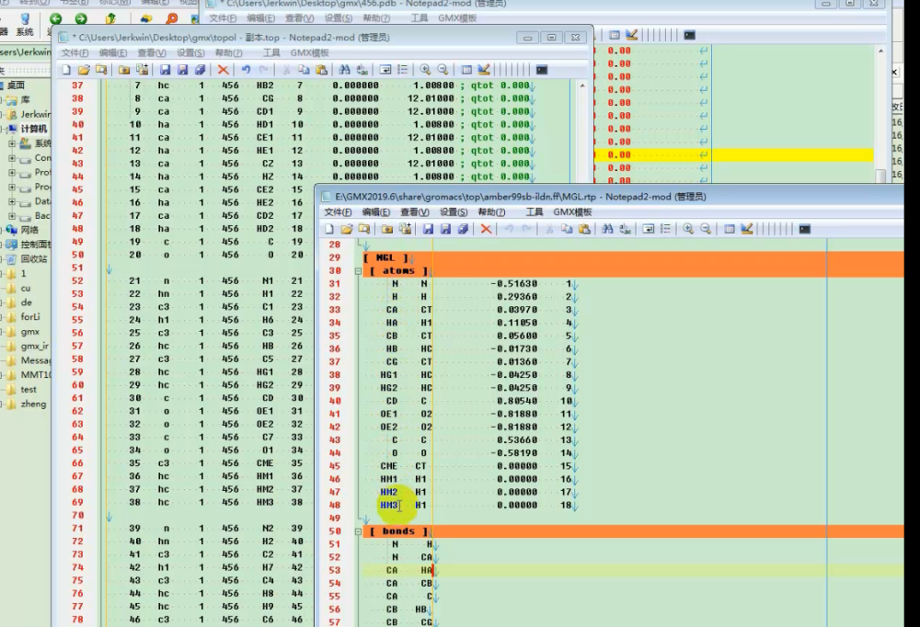 * C:\Users\Jerkwin\Desktop\gmx\456.pdb - Notepad2-mod (管理员)
文件(F) 编辑(E) 查看(V) 设置(S) 帮助(?) 工具 GMX模板
系统
sers\Jerkwin
桌面
库
Jerkwi
计算机
系统
Con
Prot
Pro
Data
Bac
网络
控制面
回收站
1
cu
de
forLi
gmx
gmx_ir
Messa
MMT10
test
zheng
0.00
0.00
0.00
0.00
0.00
0.00
0.00
0.00
0.00
0.00
0.00
* C:\Users\Jerkwin\Desktop\gmx\topol - 副本.top - Notepad2-mod (管理员)
文件(F) 编辑(E) 查看(V) 设置(S) 帮助(?) 工具 GMX模板
37 7 hc 1 456 HB2 7 0.000000 1.00800 ; qtot 0.000
38 8 ca 1 456 CG 8 0.000000 12.01000 ; qtot 0.000
39 9 ca 1 456 CD1 9 0.000000 12.01000 ; qtot 0.000
40 10 ha 1 456 HD1 10 0.000000 1.00800 ; qtot 0.000
41 11 ca 1 456 CE1 11 0.000000 12.01000 ; qtot 0.000
42 12 ha 1 456 HE1 12 0.000000 1.00800 ; qtot 0.000
43 13 ca 1 456 CZ 13 0.000000 12.01000 ; qtot 0.000
44 14 ha 1 456 HZ 14 0.000000 1.00800 ; qtot 0.000
45 15 ca 1 456 CE2 15
46 16 ha 1 456 HE2 16
47 17 ca 1 456 CD2 17
48 18 ha 1 456 HD2 18
49 19 c 1 456 C 19
50 20 o 1 456 O 20
51
52 21 n 1 456 N1 21
53 22 hn 1 456 H1 22
54 23 c3 1 456 C1 23
55 24 h1 1 456 H6 24
56 25 c3 1 456 C3 25
57 26 hc 1 456 HB 26
58 27 c3 1 456 C5 27
59 28 hc 1 456 HG1 28
60 29 hc 1 456 HG2 29
61 30 c 1 456 CD 30
62 31 o 1 456 OE1 31
63 32 o 1 456 OE2 32
64 33 c 1 456 C7 33
65 34 o 1 456 O1 34
66 35 c3 1 456 CME 35
67 36 hc 1 456 HM1 36
68 37 hc 1 456 HM2 37
69 38 hc 1 456 HM3 38
70
71 39 n 1 456 N2 39
72 40 hn 1 456 H2 40
73 41 c3 1 456 C2 41
74 42 h1 1 456 H7 42
75 43 c3 1 456 C4 43
76 44 hc 1 456 H8 44
77 45 hc 1 456 H9 45
78 46 c3 1 456 C6 46
E:\GMX2019.6\share\gromacs\top\amber99sb-ildn.ff\MGL.rtp - Notepad2-mod (管理员)
文件(F) 编辑(E) 查看(V) 设置(S) 帮助(?) 工具 GMX模板
28
29 [ MGL ]
30 [ atoms ]
31 N N -0.51630 1
32 H H 0.29360 2
33 CA CT 0.03970 3
34 HA H1 0.11050 4
35 CB CT 0.05600 5
36 HB HC -0.01730 6
37 CG CT 0.01360 7
38 HG1 HC -0.04250 8
39 HG2 HC -0.04250 9
40 CD C 0.80540 10
41 OE1 O2 -0.81880 11
42 OE2 O2 -0.81880 12
43 C C 0.53660 13
44 O O -0.58190 14
45 CME CT 0.00000 15
46 HM1 H1 0.00000 16
47 HM2 H1 0.00000 17
48 HM3 H1 0.00000 18
49
50 [ bonds ]
51 N H
52 N CA
53 CA HA
54 CA CB
55 CA C
56 CB HB
57 CB CG